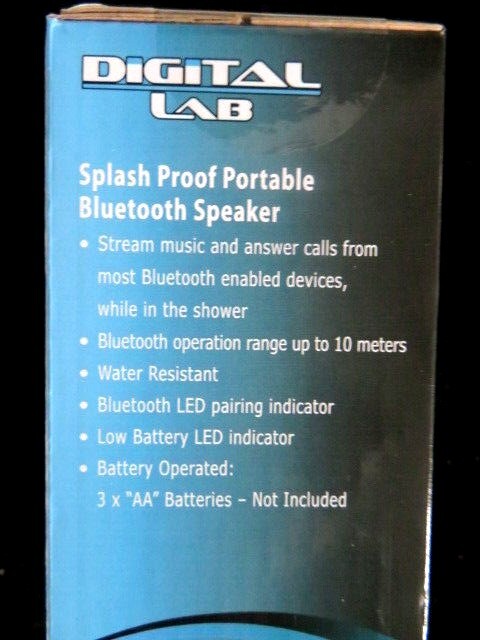 DIGITAL
LAB
Splash Proof Portable
Bluetooth Speaker
• Stream music and answer calls from
most Bluetooth enabled devices,
while in the shower
• Bluetooth operation range up to 10 meters
• Water Resistant
• Bluetooth LED pairing indicator
• Low Battery LED indicator
• Battery Operated:
3 x "AA" Batteries – Not Included